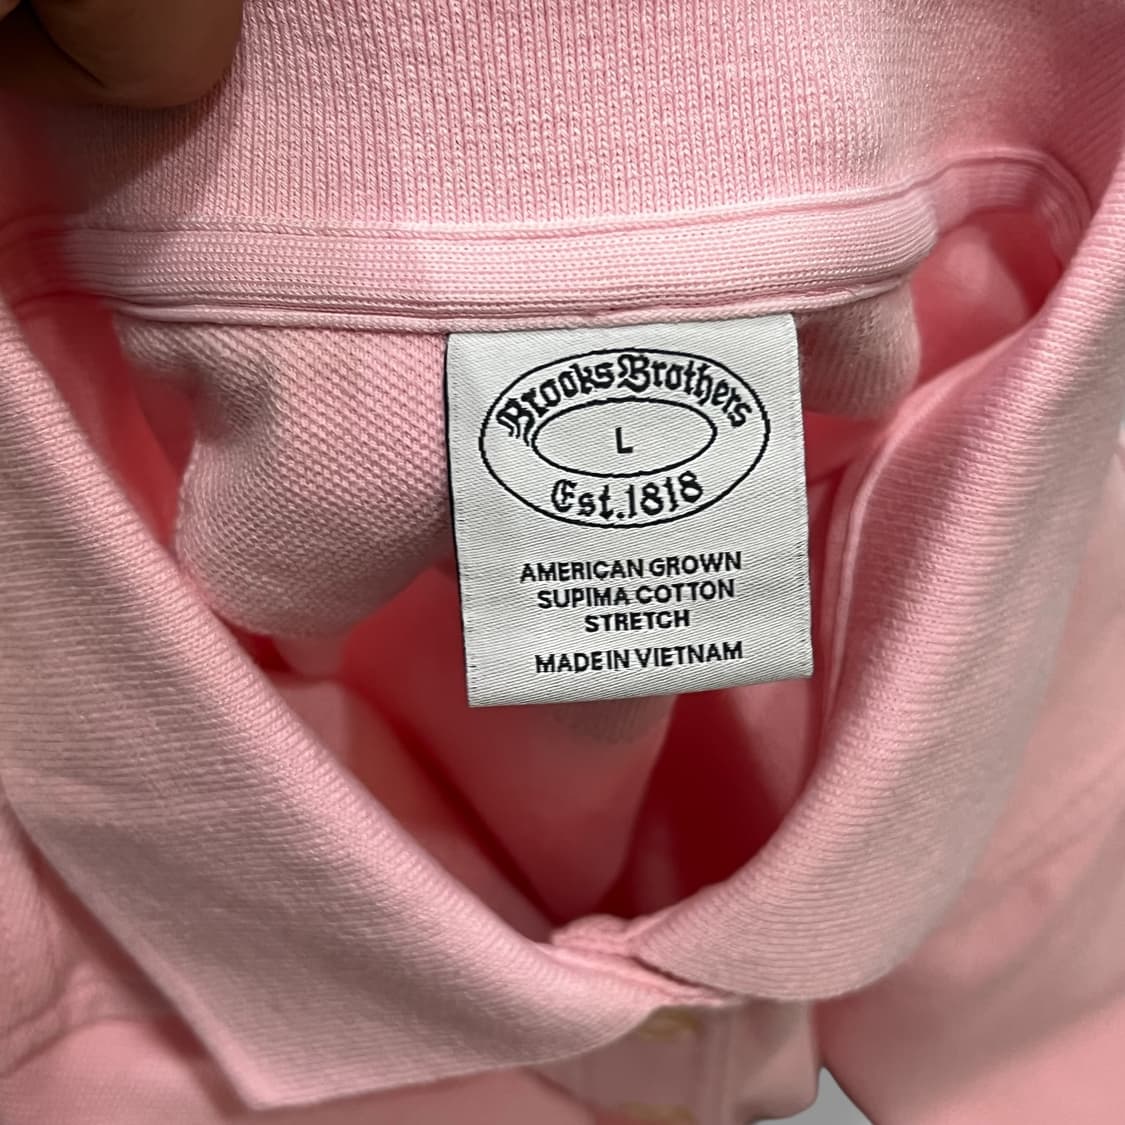 Brooks Brothers
L
Est.1818
AMERICAN GROWN
SUPIMA COTTON
STRETCH
MADE IN VIETNAM